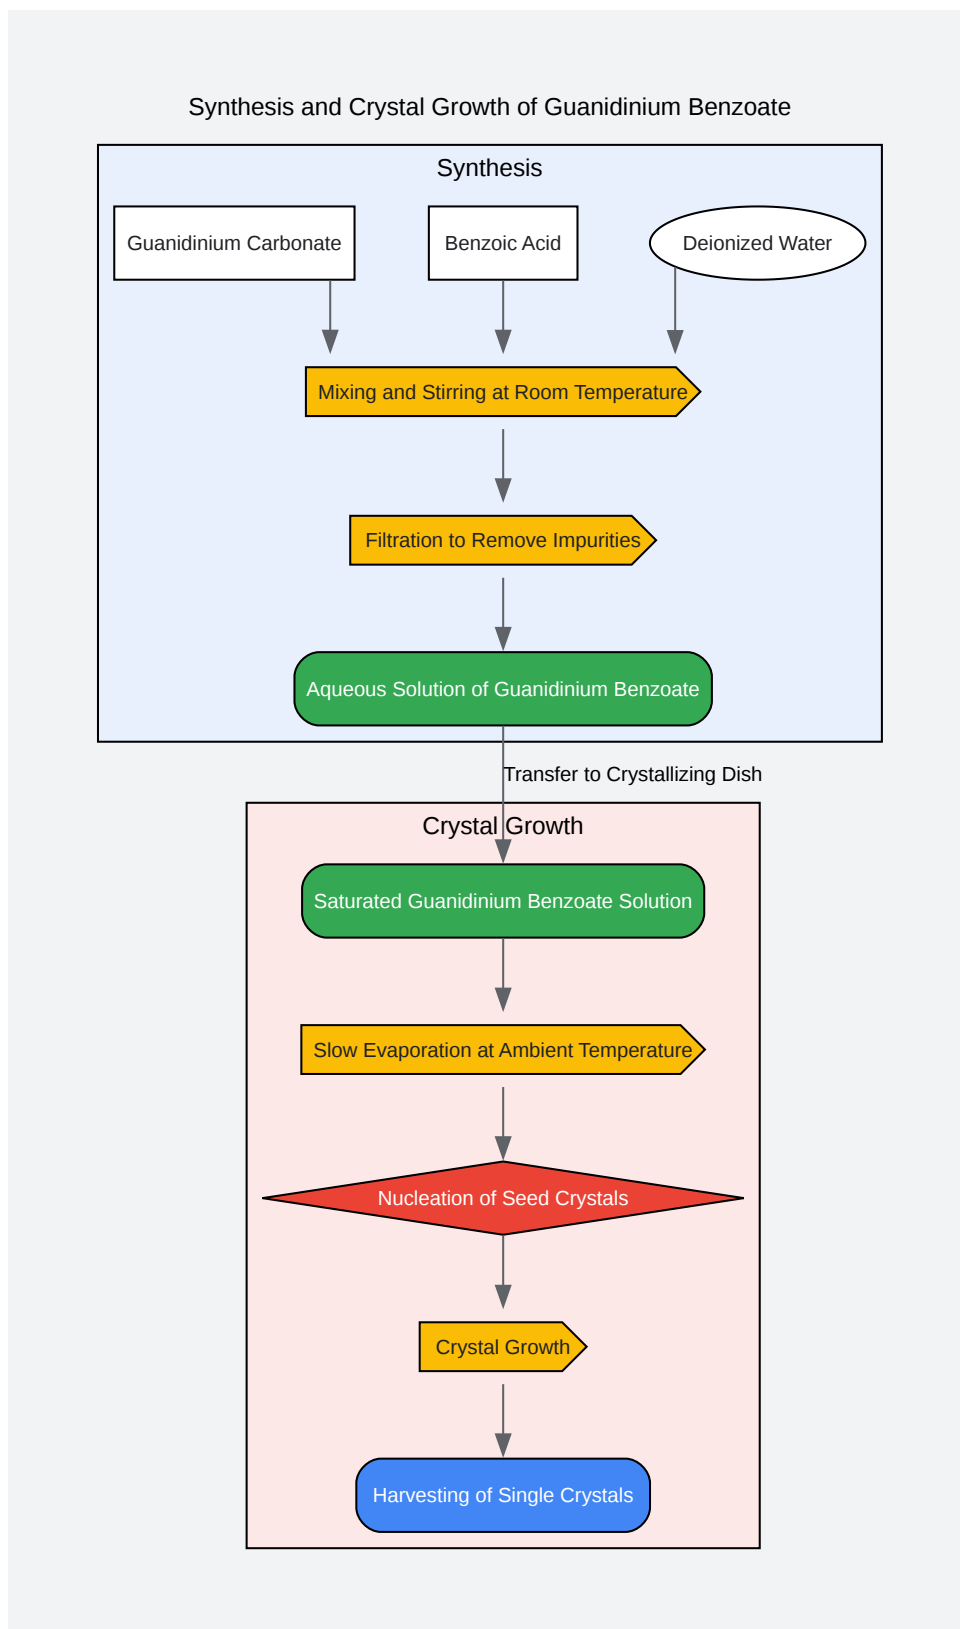 Synthesis and Crystal Growth of Guanidinium Benzoate
Synthesis
Guanidinium Carbonate
Benzoic Acid
Deionized Water
Mixing and Stirring at Room Temperature
Filtration to Remove Impurities
Aqueous Solution of Guanidinium Benzoate
Transfer to Crystallizing Dish
Crystal Growth
Saturated Guanidinium Benzoate Solution
Slow Evaporation at Ambient Temperature
Nucleation of Seed Crystals
Crystal Growth
Harvesting of Single Crystals